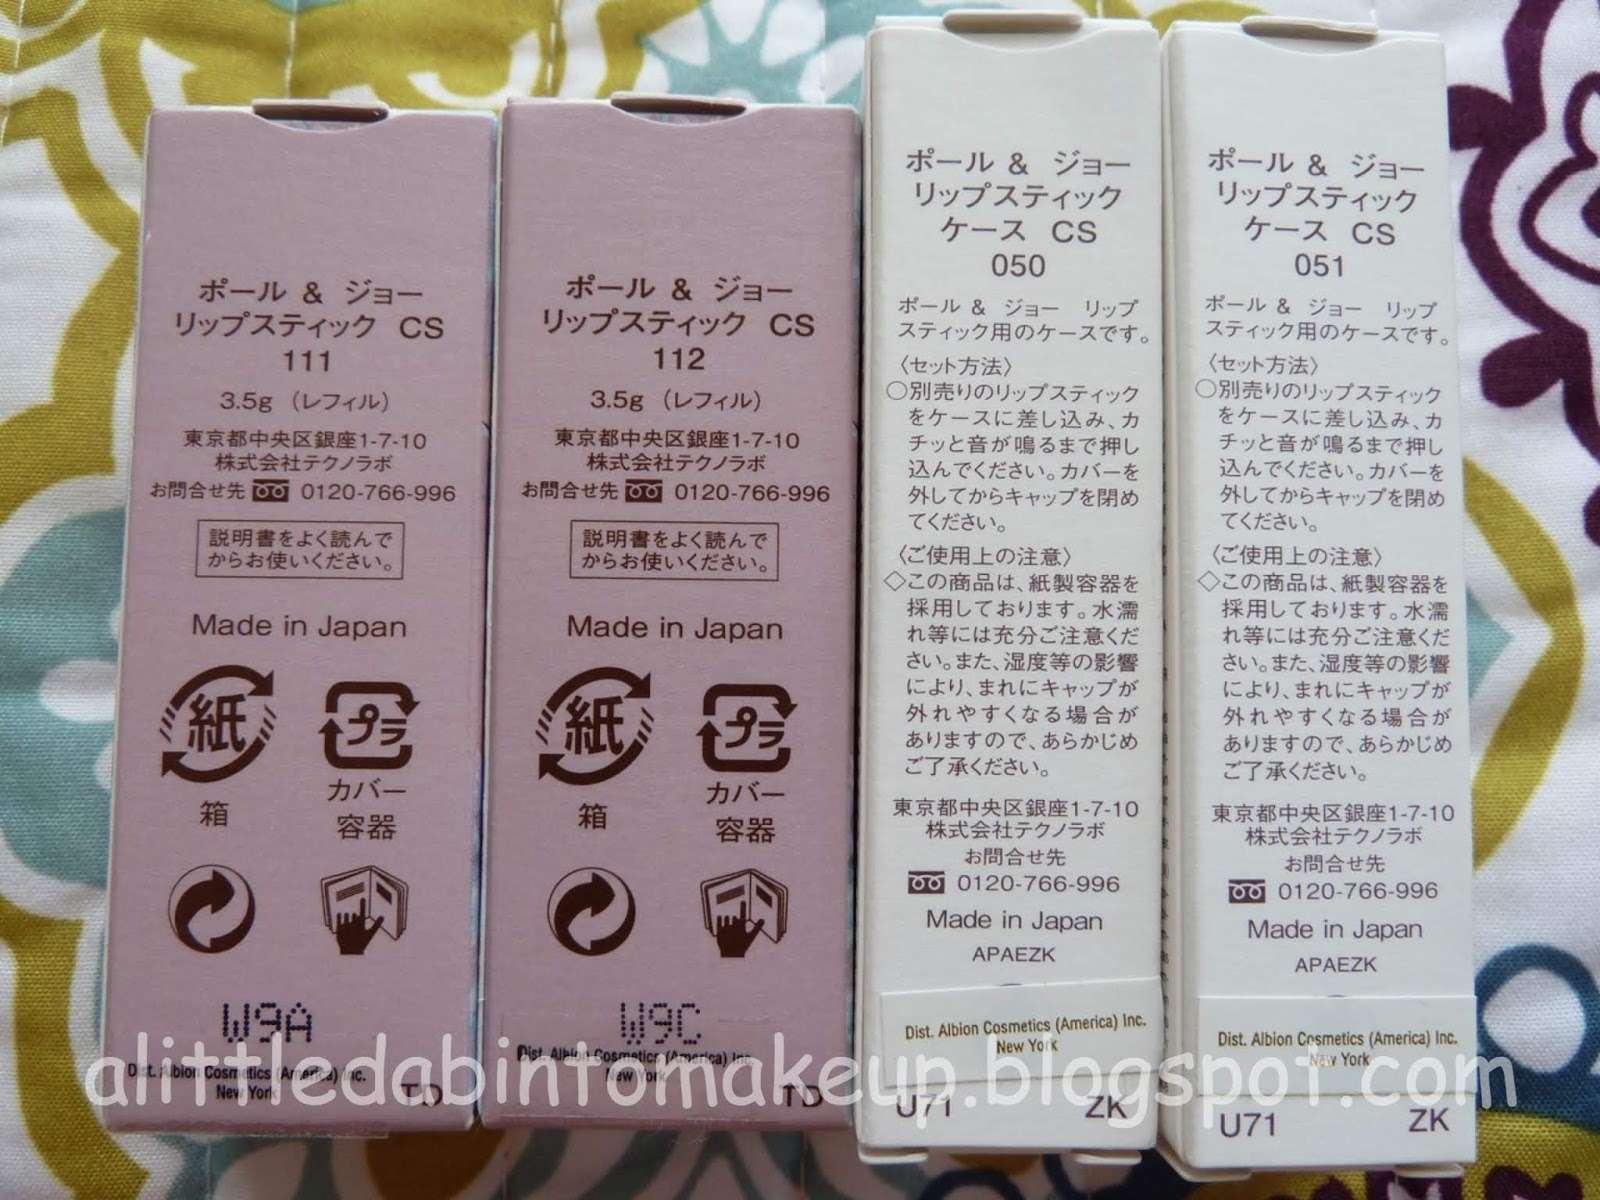 ポール & ジョー
リップスティック CS
111
3.5g (レフィル)
東京都中央区銀座1-7-10
株式会社テクノラボ
お問合せ先 0120-766-996
説明書をよく読んで
からお使いください。
Made in Japan
紙
プラ
箱
カバー
容器
W9A
Dist. Albion Cosmetics (America) Inc.
New York
TD
ポール & ジョー
リップスティック CS
112
3.5g (レフィル)
東京都中央区銀座1-7-10
株式会社テクノラボ
お問合せ先 0120-766-996
説明書をよく読んで
からお使いください。
Made in Japan
紙
プラ
箱
カバー
容器
W9C
Dist. Albion Cosmetics (America) Inc.
New York
TD
ポール & ジョー
リップスティック
ケース CS
050
ポール & ジョー リップ
スティック用のケースです。
〈セット方法〉
○別売りのリップスティック
をケースに差し込み、カ
チッと音が鳴るまで押し
込んでください。カバーを
外してからキャップを閉め
てください。
〈ご使用上の注意〉
◇この商品は、紙製容器を
採用しております。水濡
れ等には充分ご注意くだ
さい。また、湿度等の影響
により、まれにキャップが
外れやすくなる場合が
ありますので、あらかじめ
ご了承ください。
東京都中央区銀座1-7-10
株式会社テクノラボ
お問合せ先
0120-766-996
Made in Japan
APAEZK
Dist. Albion Cosmetics (America) Inc.
New York
U71 ZK
ポール & ジョー
リップスティック
ケース CS
051
ポール & ジョー リップ
スティック用のケースです。
〈セット方法〉
○別売りのリップスティック
をケースに差し込み、カ
チッと音が鳴るまで押し
込んでください。カバーを
外してからキャップを閉め
てください。
〈ご使用上の注意〉
◇この商品は、紙製容器を
採用しております。水濡
れ等には充分ご注意くだ
さい。また、湿度等の影響
により、まれにキャップが
外れやすくなる場合が
ありますので、あらかじめ
ご了承ください。
東京都中央区銀座1-7-10
株式会社テクノラボ
お問合せ先
0120-766-996
Made in Japan
APAEZK
Dist. Albion Cosmetics (America) Inc.
New York
U71 ZK
alittledabintomakeup.blogspot.com